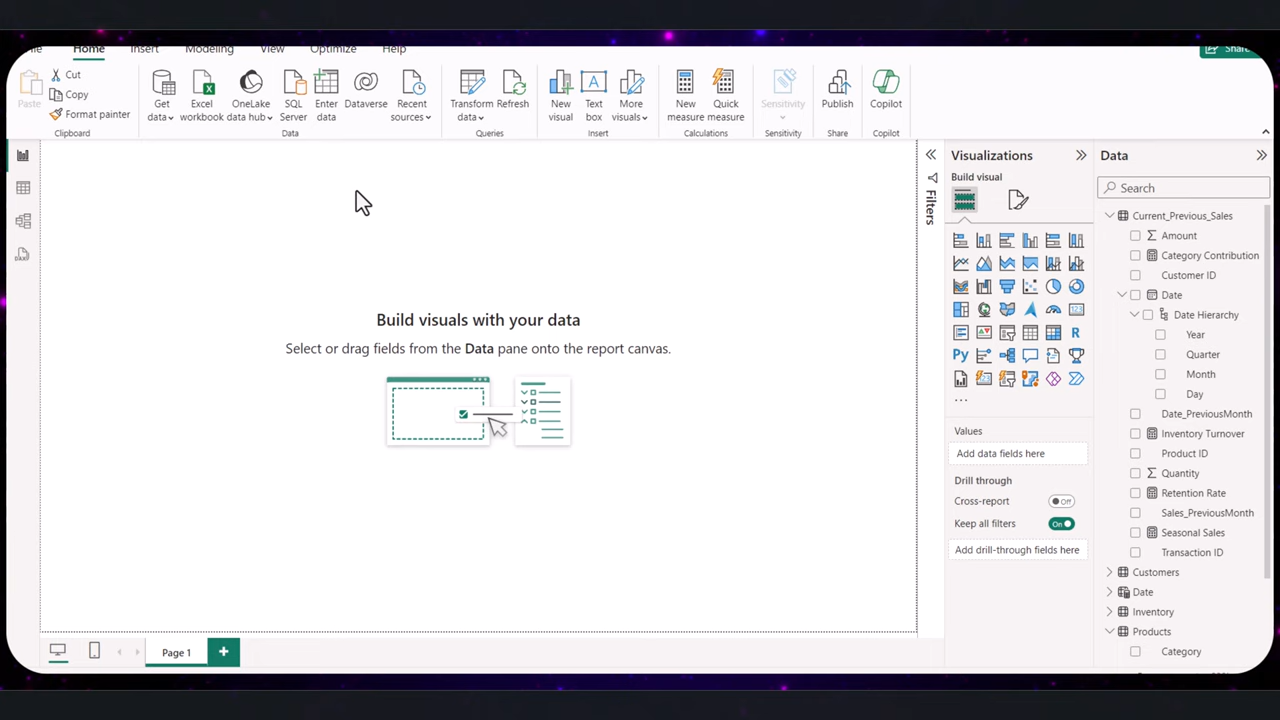 File Home Insert Modeling View Optimize Help
Share
Paste
Cut
Copy
Format painter
Clipboard
Get data
Excel workbook
OneLake data hub
SQL Server
Enter data
Dataverse
Recent sources
Data
Transform data
Refresh
Queries
New visual
A
Text box
More visuals
Insert
New measure
Quick measure
Calculations
Sensitivity
Sensitivity
Publish
Share
Copilot
Copilot
Build visuals with your data
Select or drag fields from the Data pane onto the report canvas.
Filters
Visualizations
Build visual
R
Py
...
Values
Add data fields here
Drill through
Cross-report
Off
Keep all filters
On
Add drill-through fields here
Data
Search
Current_Previous_Sales
Amount
Category Contribution
Customer ID
Date
Date Hierarchy
Year
Quarter
Month
Day
Date_PreviousMonth
Inventory Turnover
Product ID
Quantity
Retention Rate
Sales_PreviousMonth
Seasonal Sales
Transaction ID
Customers
Date
Inventory
Products
Category
Page 1